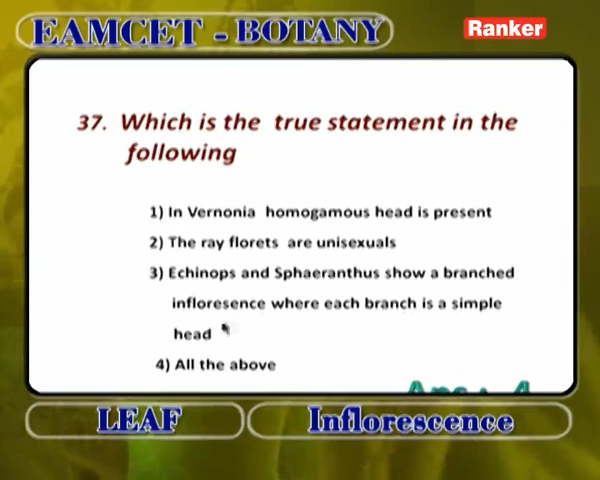 EAMCET - BOTANY
Ranker
37. Which is the true statement in the
following
1) In Vernonia homogamous head is present
2) The ray florets are unisexuals
3) Echinops and Sphaeranthus show a branched
infloresence where each branch is a simple
head
4) All the above
Ans : 4
LEAF
Inflorescence